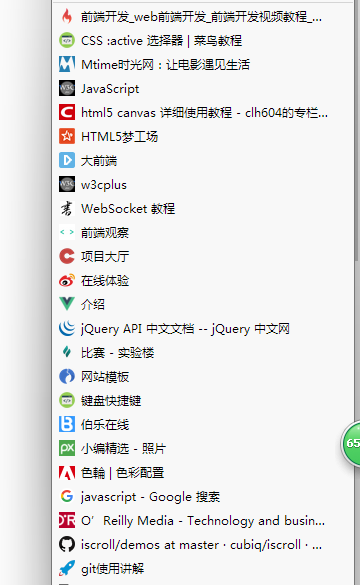 前端开发_web前端开发_前端开发视频教程_...
CSS :active 选择器 | 菜鸟教程
Mtime时光网：让电影遇见生活
JavaScript
html5 canvas 详细使用教程 - clh604的专栏...
HTML5梦工场
大前端
w3cplus
WebSocket 教程
前端观察
项目大厅
在线体验
介绍
jQuery API 中文文档 -- jQuery 中文网
比赛 - 实验楼
网站模板
键盘快捷键
伯乐在线
小编精选 - 照片
色輪 | 色彩配置
javascript - Google 搜索
O’Reilly Media - Technology and busin...
iscroll/demos at master · cubiq/iscroll · ...
git使用讲解
65